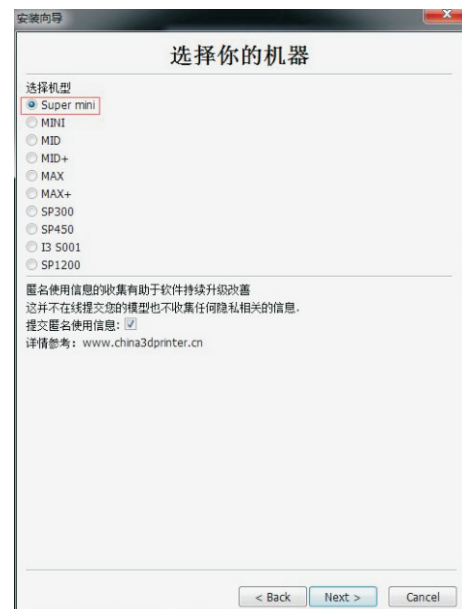 安装向导
选择你的机器
选择机型
Super mini
MINI
MID
MID+
MAX
MAX+
SP300
SP450
I3 S001
SP1200
匿名使用信息的收集有助于软件持续升级改善
这并不在线提交您的模型也不收集任何隐私相关的信息.
提交匿名使用信息:
详情参考: www.china3dprinter.cn
< Back Next > Cancel